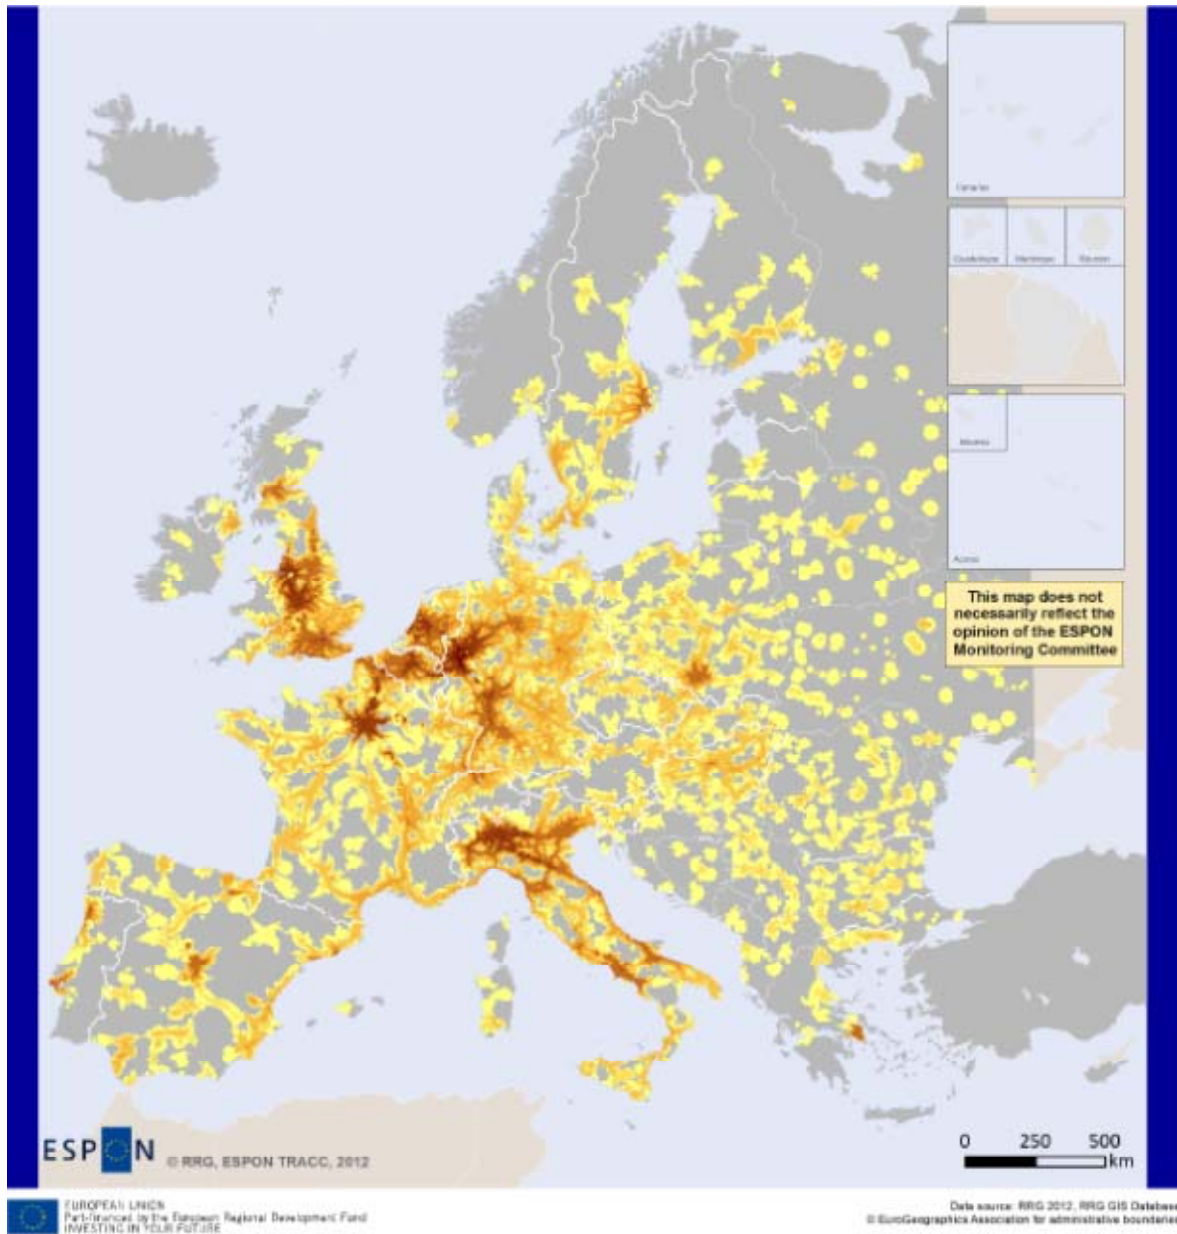 Canarias
Guadeloupe Martinique Réunion
Madeira
Acores
This map does not
necessarily reflect the
opinion of the ESPON
Monitoring Committee
0 250 500
km
ESPON
© RRG, ESPON TRACC, 2012
EUROPEAN UNION
Part-financed by the European Regional Development Fund
INVESTING IN YOUR FUTURE
Data source: RRG 2012, RRG GIS Database
© EuroGeographics Association for administrative boundaries